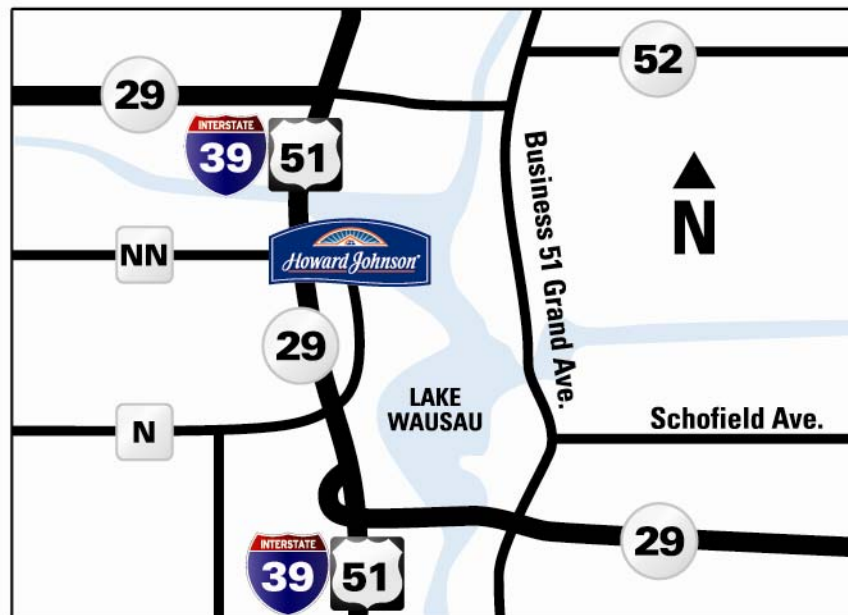 52
29
INTERSTATE
39
51
Business 51 Grand Ave.
N
NN
Howard Johnson®
29
LAKE
WAUSAU
Schofield Ave.
N
29
INTERSTATE
39
51